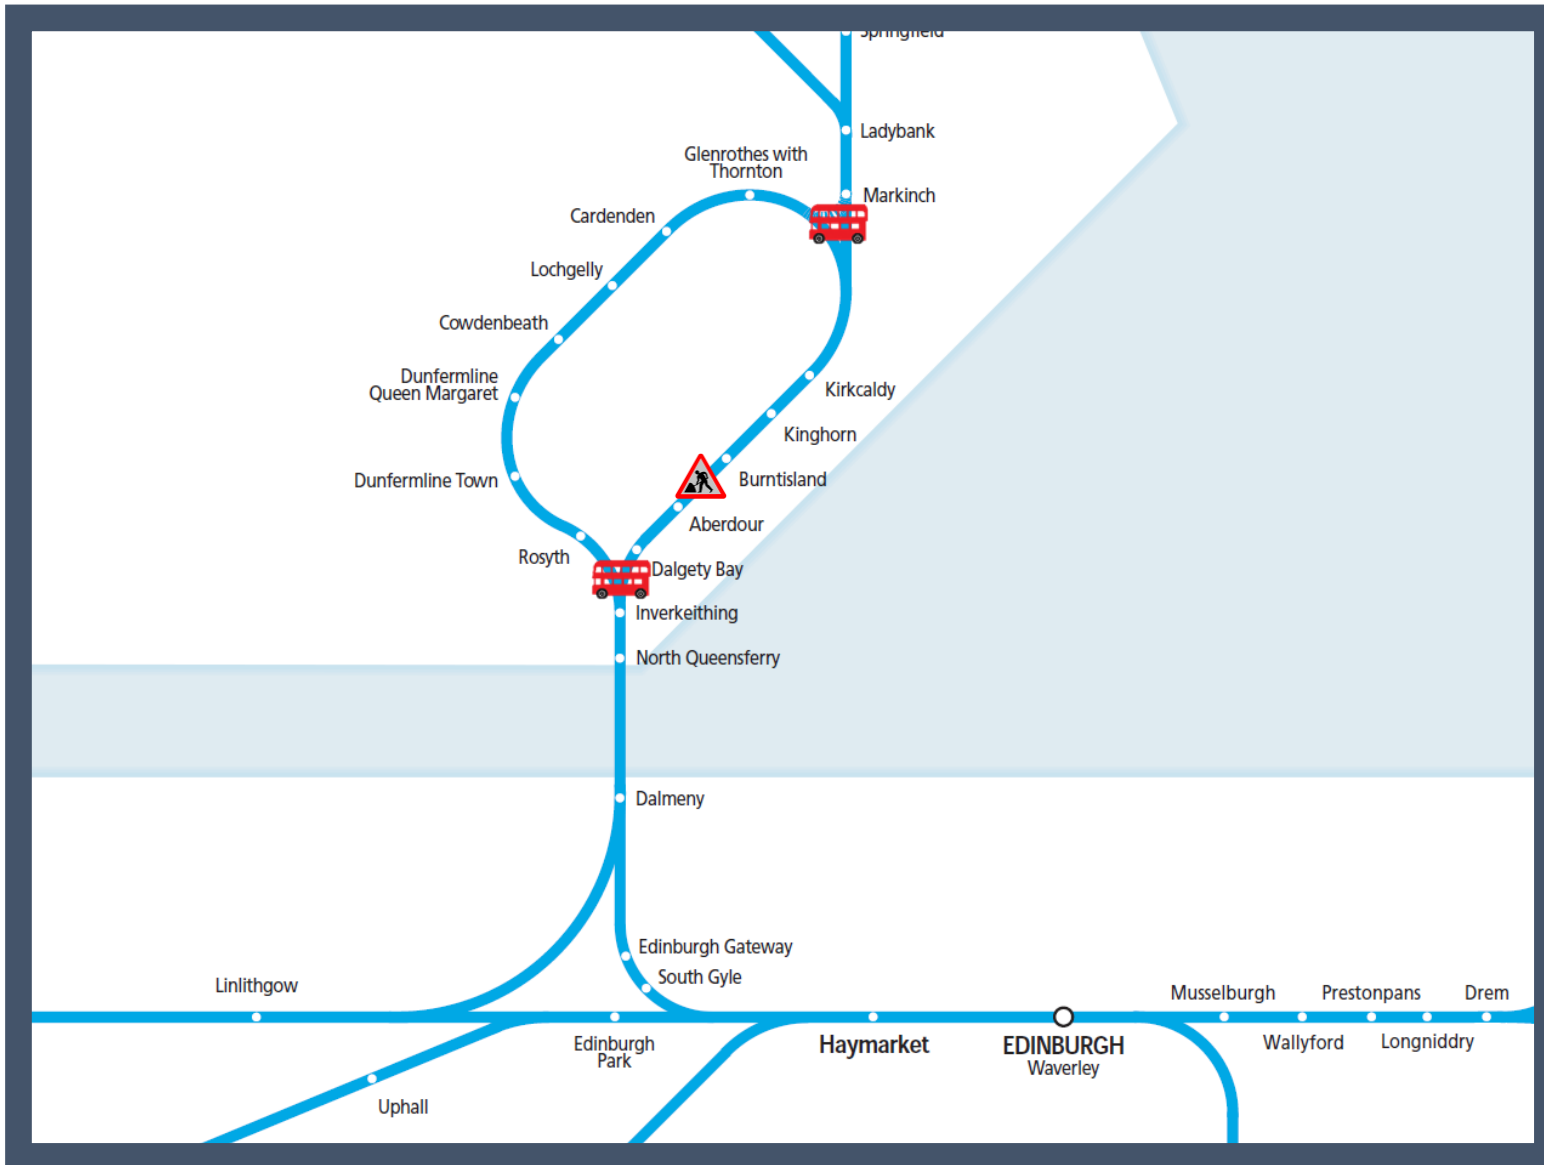 Springfield
Ladybank
Glenrothes with
Thornton
Markinch
Cardenden
Lochgelly
Cowdenbeath
Dunfermline
Queen Margaret
Kirkcaldy
Kinghorn
Dunfermline Town
Burntisland
Aberdour
Rosyth
Dalgety Bay
Inverkeithing
North Queensferry
Dalmeny
Edinburgh Gateway
South Gyle
Linlithgow
Musselburgh
Prestonpans
Drem
Edinburgh
Park
Haymarket
EDINBURGH
Waverley
Wallyford
Longniddry
Uphall